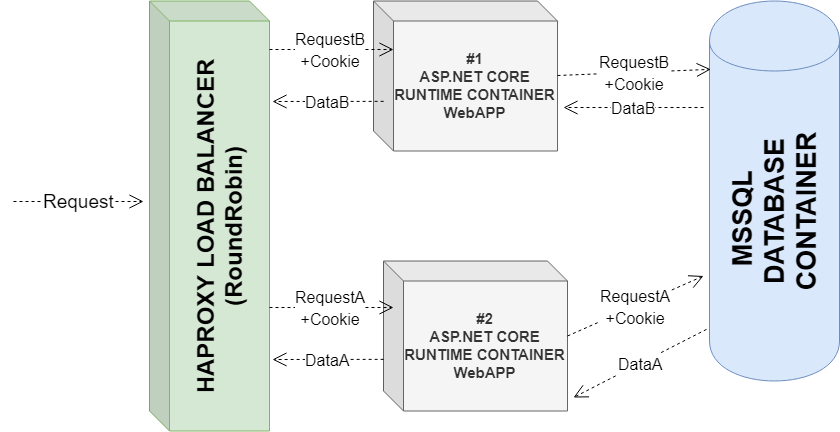 Request
HAPROXY LOAD BALANCER
(RoundRobin)
RequestB
+Cookie
DataB
#1
ASP.NET CORE
RUNTIME CONTAINER
WebAPP
RequestB
+Cookie
DataB
RequestA
+Cookie
DataA
#2
ASP.NET CORE
RUNTIME CONTAINER
WebAPP
RequestA
+Cookie
DataA
MSSQL
DATABASE
CONTAINER